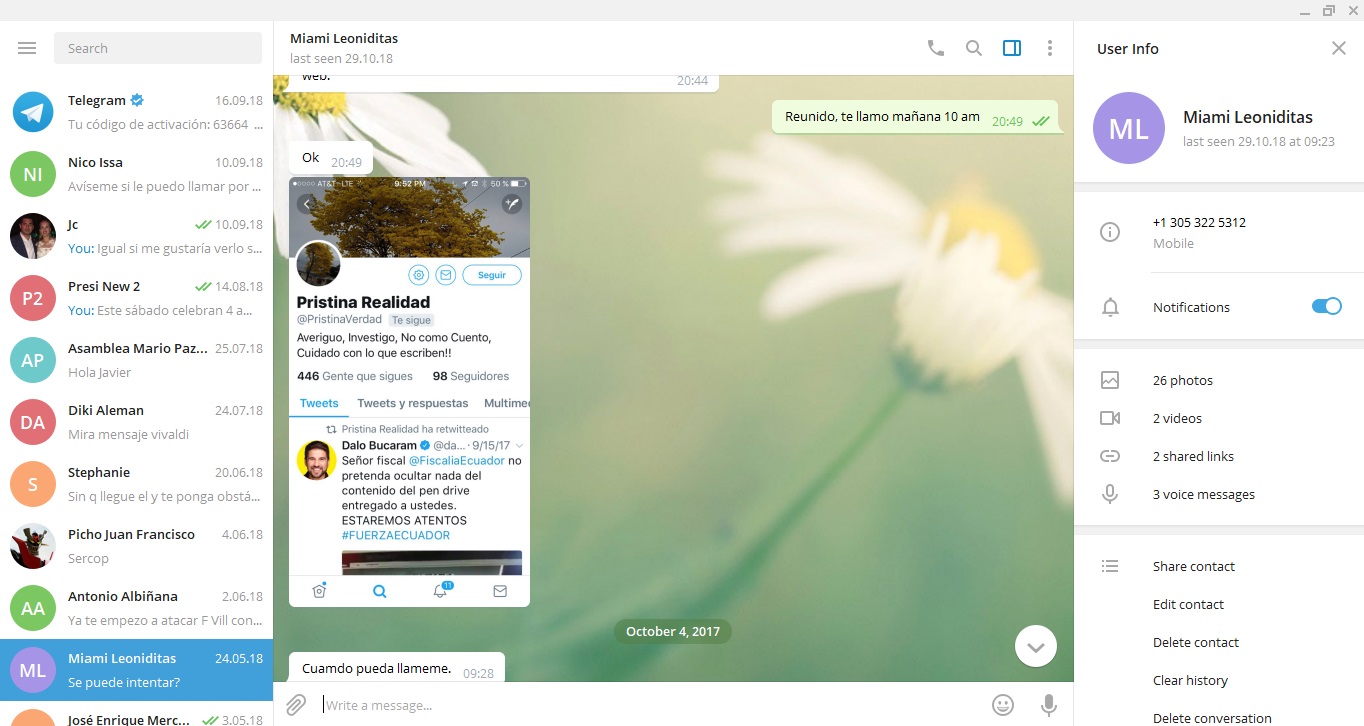 Search
Telegram 16.09.18
Tu código de activación: 63664 ...
NI
Nico Issa 10.09.18
Avíseme si le puedo llamar por ...
Jc 10.09.18
You: Igual si me gustaría verlo s...
P2
Presi New 2 14.08.18
You: Este sábado celebran 4 a...
AP
Asamblea Mario Paz... 25.07.18
Hola Javier
DA
Diki Aleman 24.07.18
Mira mensaje vivaldi
S
Stephanie 20.06.18
Sin q llegue el y te ponga obstá...
Picho Juan Francisco 4.06.18
Sercop
AA
Antonio Albiñana 2.06.18
Ya te empezo a atacar F Vill con...
ML
Miami Leoniditas 24.05.18
Se puede intentar?
José Enrique Merc... 3.05.18
Miami Leoniditas
last seen 29.10.18
web. 20:44
Reunido, te llamo mañana 10 am 20:49
Ok 20:49
AT&T LTE 9:52 PM 50 %
Seguir
Pristina Realidad
@PristinaVerdad Te sigue
Averiguo, Investigo, No como Cuento,
Cuidado con lo que escriben!!
446 Gente que sigues 98 Seguidores
Tweets Tweets y respuestas Multime
Pristina Realidad ha retwitteado
Dalo Bucaram @da... · 9/15/17
Señor fiscal @FiscaliaEcuador no
pretenda ocultar nada del
contenido del pen drive
entregado a ustedes.
ESTAREMOS ATENTOS
#FUERZAECUADOR
11
October 4, 2017
Cuamdo pueda llameme. 09:28
Write a message...
User Info
ML
Miami Leoniditas
last seen 29.10.18 at 09:23
+1 305 322 5312
Mobile
Notifications
26 photos
2 videos
2 shared links
3 voice messages
Share contact
Edit contact
Delete contact
Clear history
Delete conversation